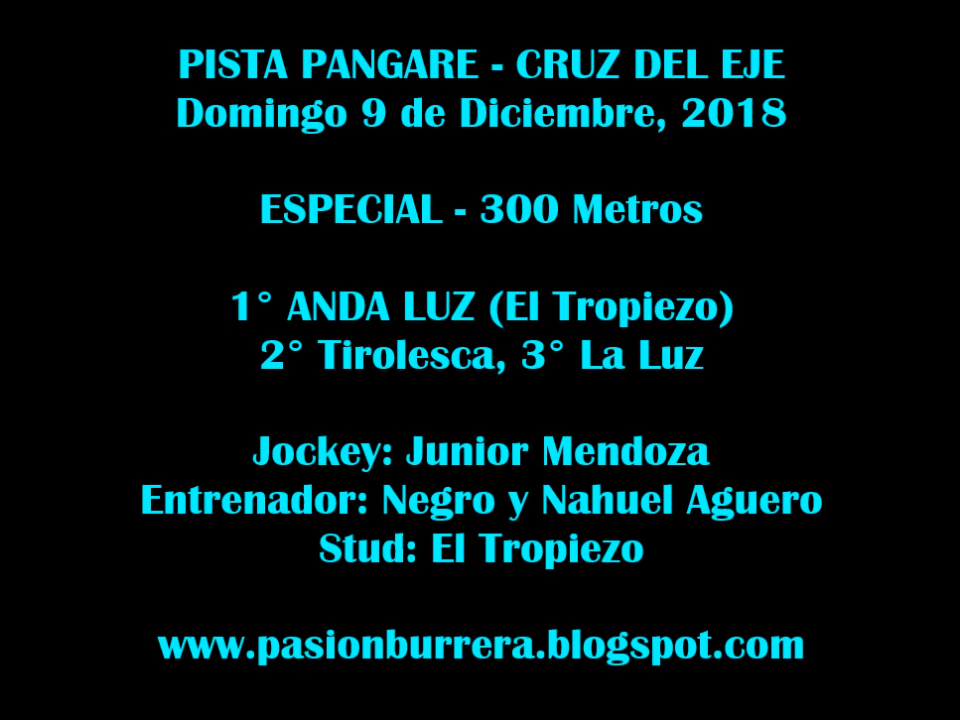 PISTA PANGARE - CRUZ DEL EJE
Domingo 9 de Diciembre, 2018
ESPECIAL - 300 Metros
1° ANDA LUZ (El Tropiezo)
2° Tirolesca, 3° La Luz
Jockey: Junior Mendoza
Entrenador: Negro y Nahuel Aguero
Stud: El Tropiezo
www.pasionburrera.blogspot.com